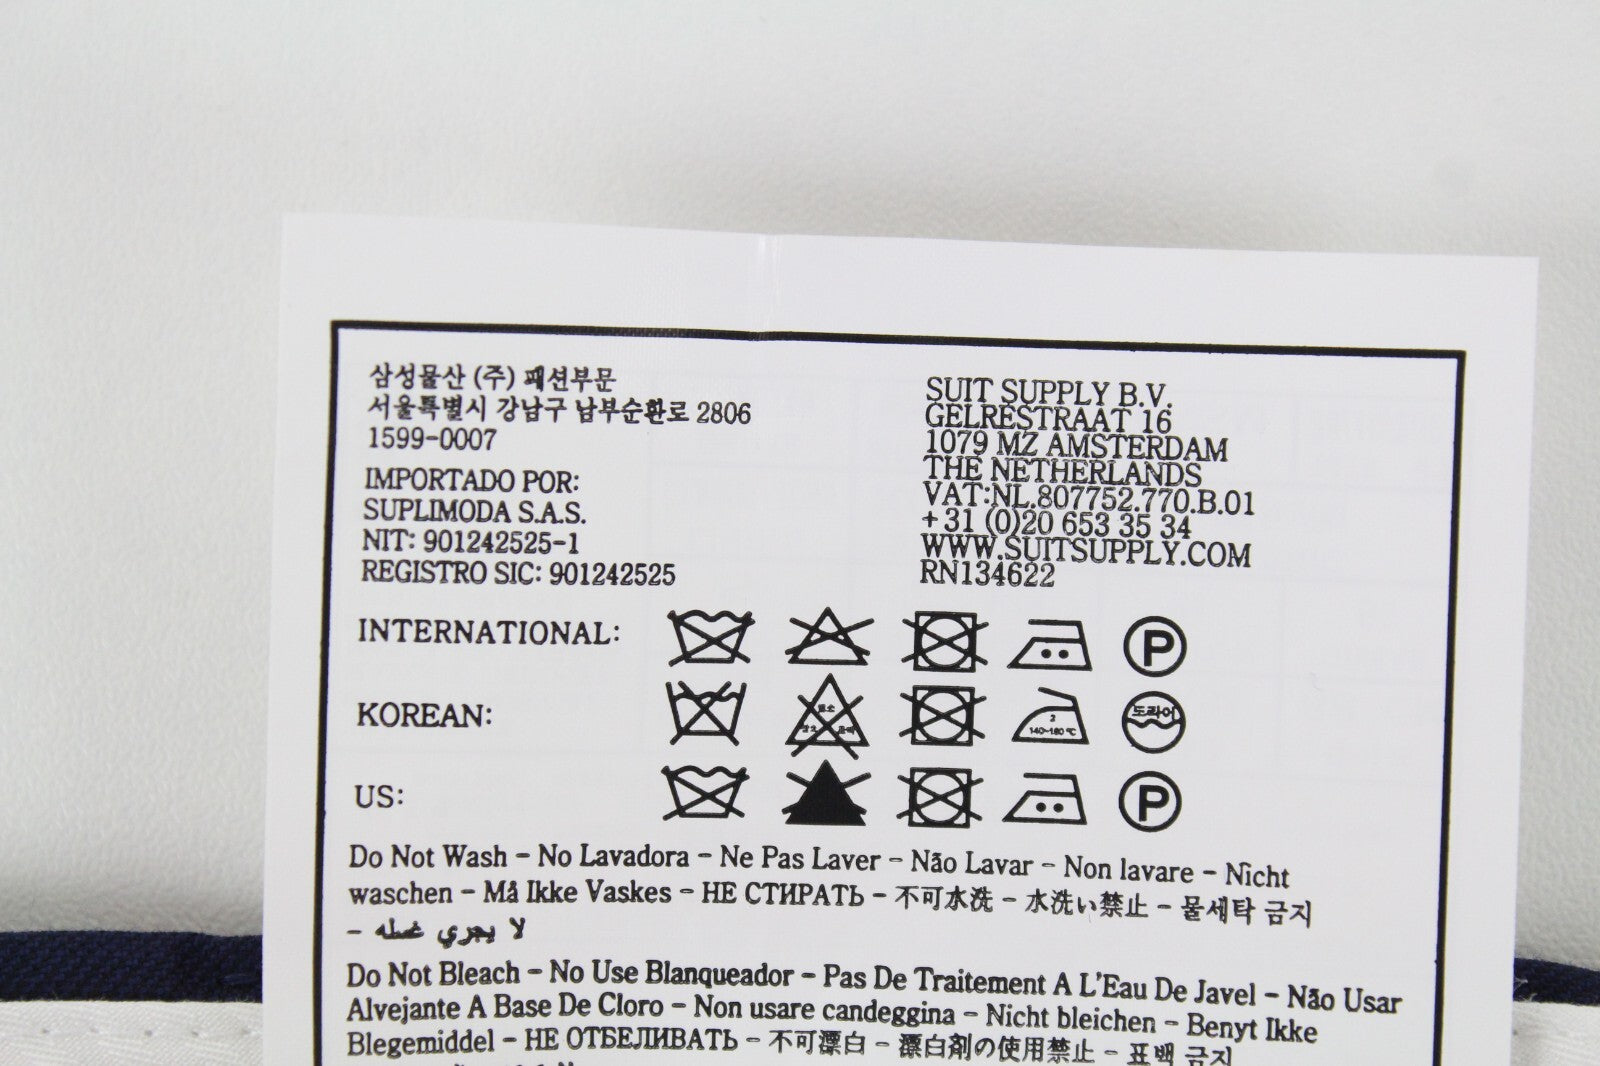 삼성물산 (주) 패션부문
서울특별시 강남구 남부순환로 2806
1599-0007
IMPORTADO POR:
SUPLIMODA S.A.S.
NIT: 901242525-1
REGISTRO SIC: 901242525
SUIT SUPPLY B.V.
GELRESTRAAT 16
1079 MZ AMSTERDAM
THE NETHERLANDS
VAT:NL.807752.770.B.01
+31 (0)20 653 35 34
WWW.SUITSUPPLY.COM
RN134622
INTERNATIONAL:
P
KOREAN:
2
140~160 ℃
드라이
US:
P
Do Not Wash - No Lavadora - Ne Pas Laver - Não Lavar - Non lavare - Nicht
waschen - Må Ikke Vaskes - НЕ СТИРАТЬ - 不可水洗 - 水洗い禁止 - 물세탁 금지
- لا يجري غسله
Do Not Bleach - No Use Blanqueador - Pas De Traitement A L'Eau De Javel - Não Usar
Alvejante A Base De Cloro - Non usare candeggina - Nicht bleichen - Benyt Ikke
Blegemiddel - НЕ ОТБЕЛИВАТЬ - 不可漂白 - 漂白剤の使用禁止 - 표백 금지